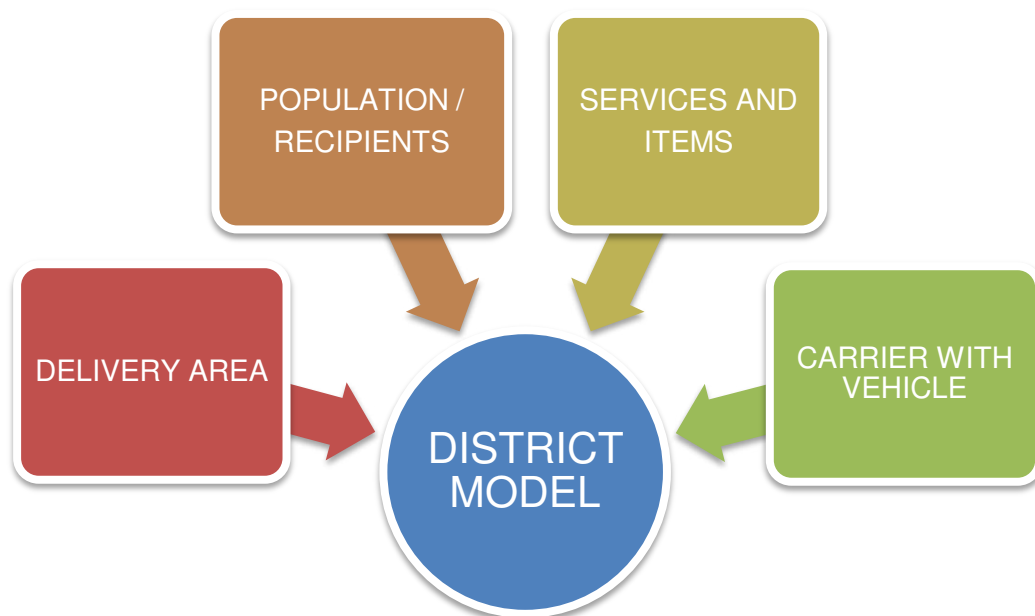 POPULATION /
RECIPIENTS
SERVICES AND
ITEMS
DELIVERY AREA
CARRIER WITH
VEHICLE
DISTRICT
MODEL